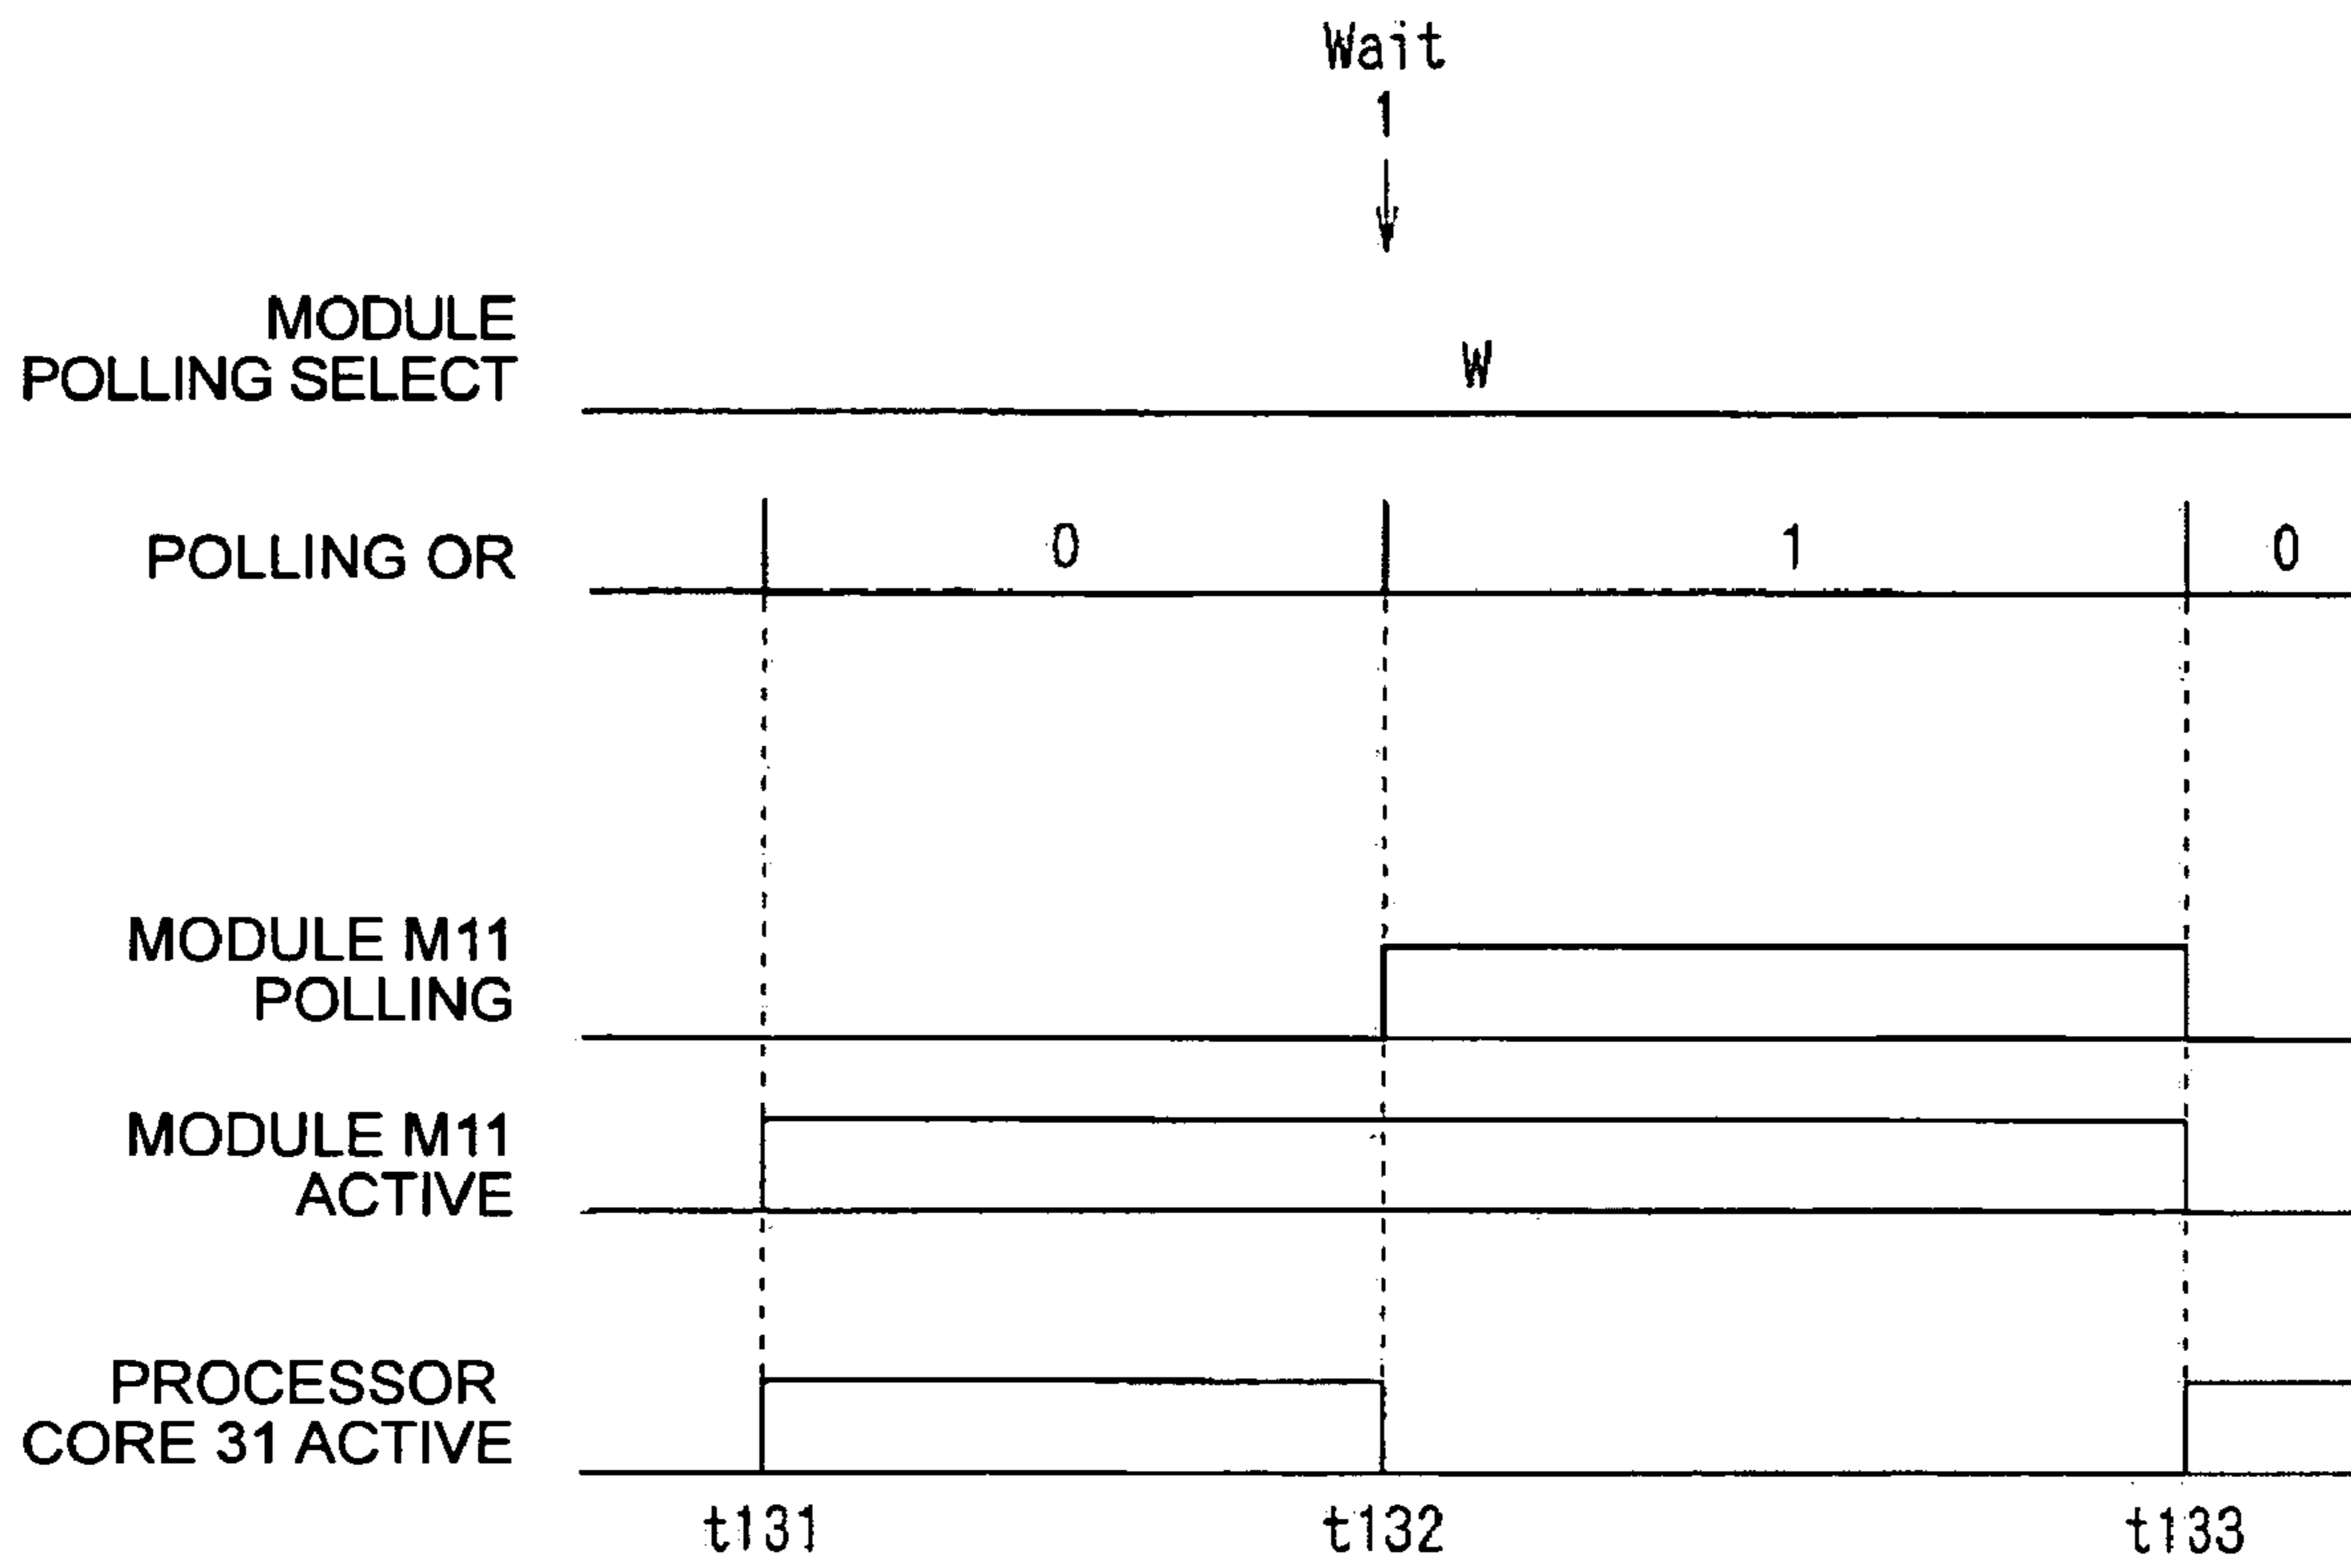 Wait
1
MODULE
POLLING SELECT
W
POLLING OR
0
1
0
MODULE M11
POLLING
MODULE M11
ACTIVE
PROCESSOR
CORE 31 ACTIVE
t131
t132
t133